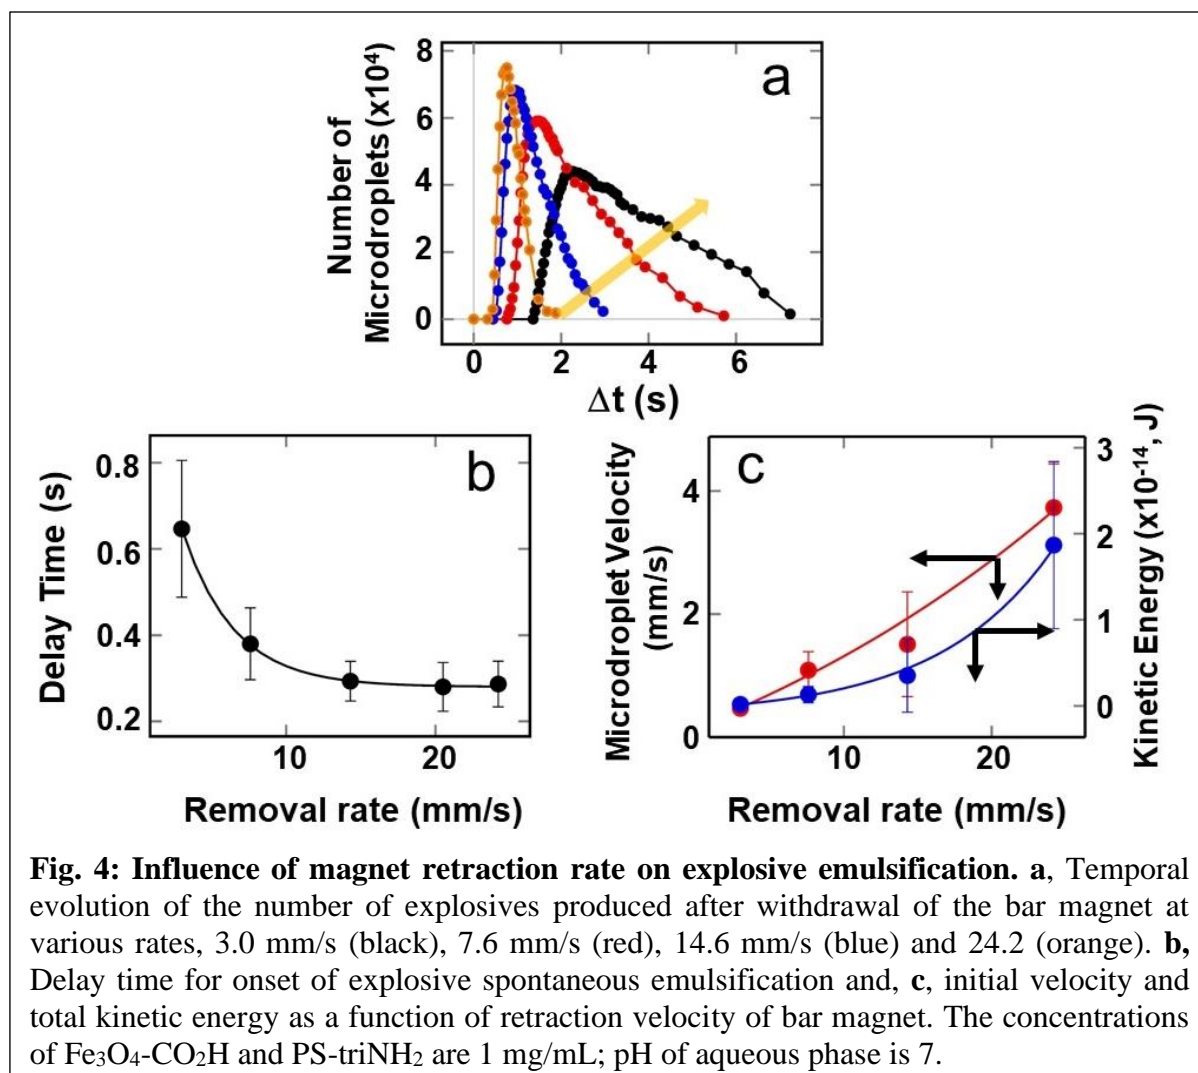 a
Number of
Microdroplets (x10⁴)
8
6
4
2
0
0 2 4 6
Δt (s)
b
Delay Time (s)
0.8
0.6
0.4
0.2
10 20
Removal rate (mm/s)
c
Microdroplet Velocity
(mm/s)
4
2
0
Kinetic Energy (x10⁻¹⁴, J)
3
2
1
0
10 20
Removal rate (mm/s)
Fig. 4: Influence of magnet retraction rate on explosive emulsification. a, Temporal
evolution of the number of explosives produced after withdrawal of the bar magnet at
various rates, 3.0 mm/s (black), 7.6 mm/s (red), 14.6 mm/s (blue) and 24.2 (orange). b,
Delay time for onset of explosive spontaneous emulsification and, c, initial velocity and
total kinetic energy as a function of retraction velocity of bar magnet. The concentrations
of Fe₃O₄-CO₂H and PS-triNH₂ are 1 mg/mL; pH of aqueous phase is 7.